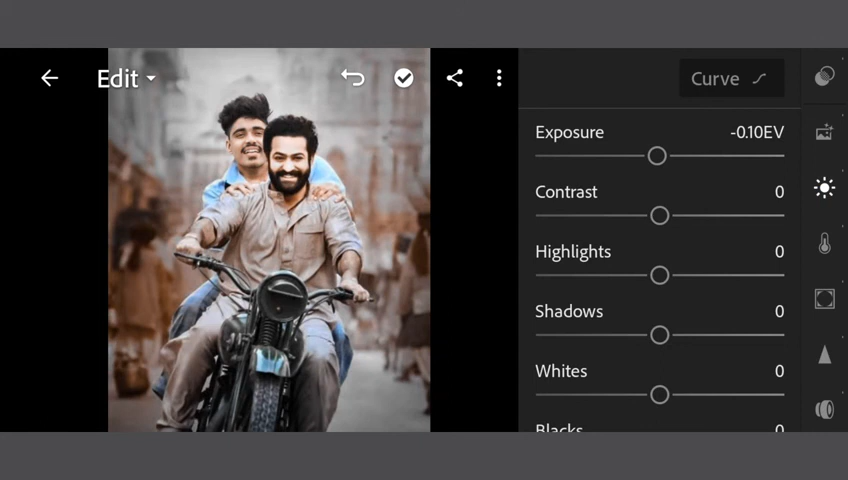 Edit
Curve
Exposure -0.10EV
Contrast 0
Highlights 0
Shadows 0
Whites 0
Blacks 0